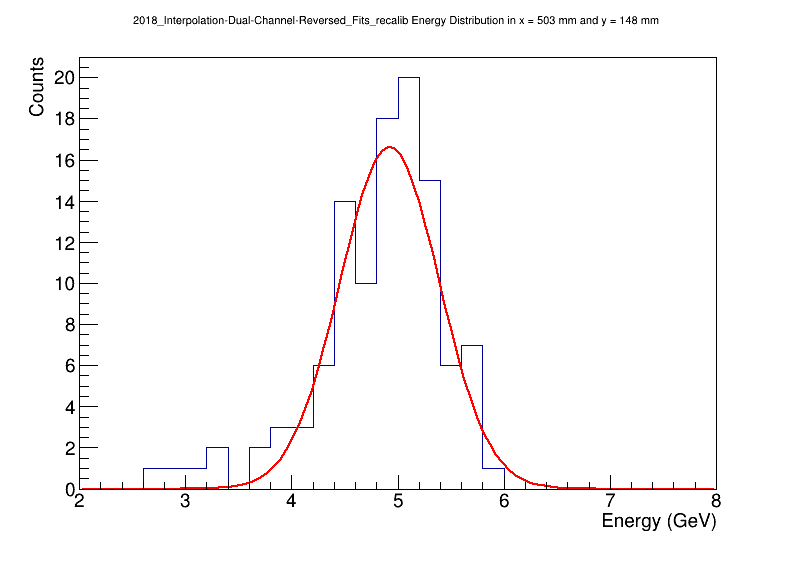 2018_Interpolation-Dual-Channel-Reversed_Fits_recalib Energy Distribution in x = 503 mm and y = 148 mm
Counts
20
18
16
14
12
10
8
6
4
2
0
2 3 4 5 6 7 8
Energy (GeV)